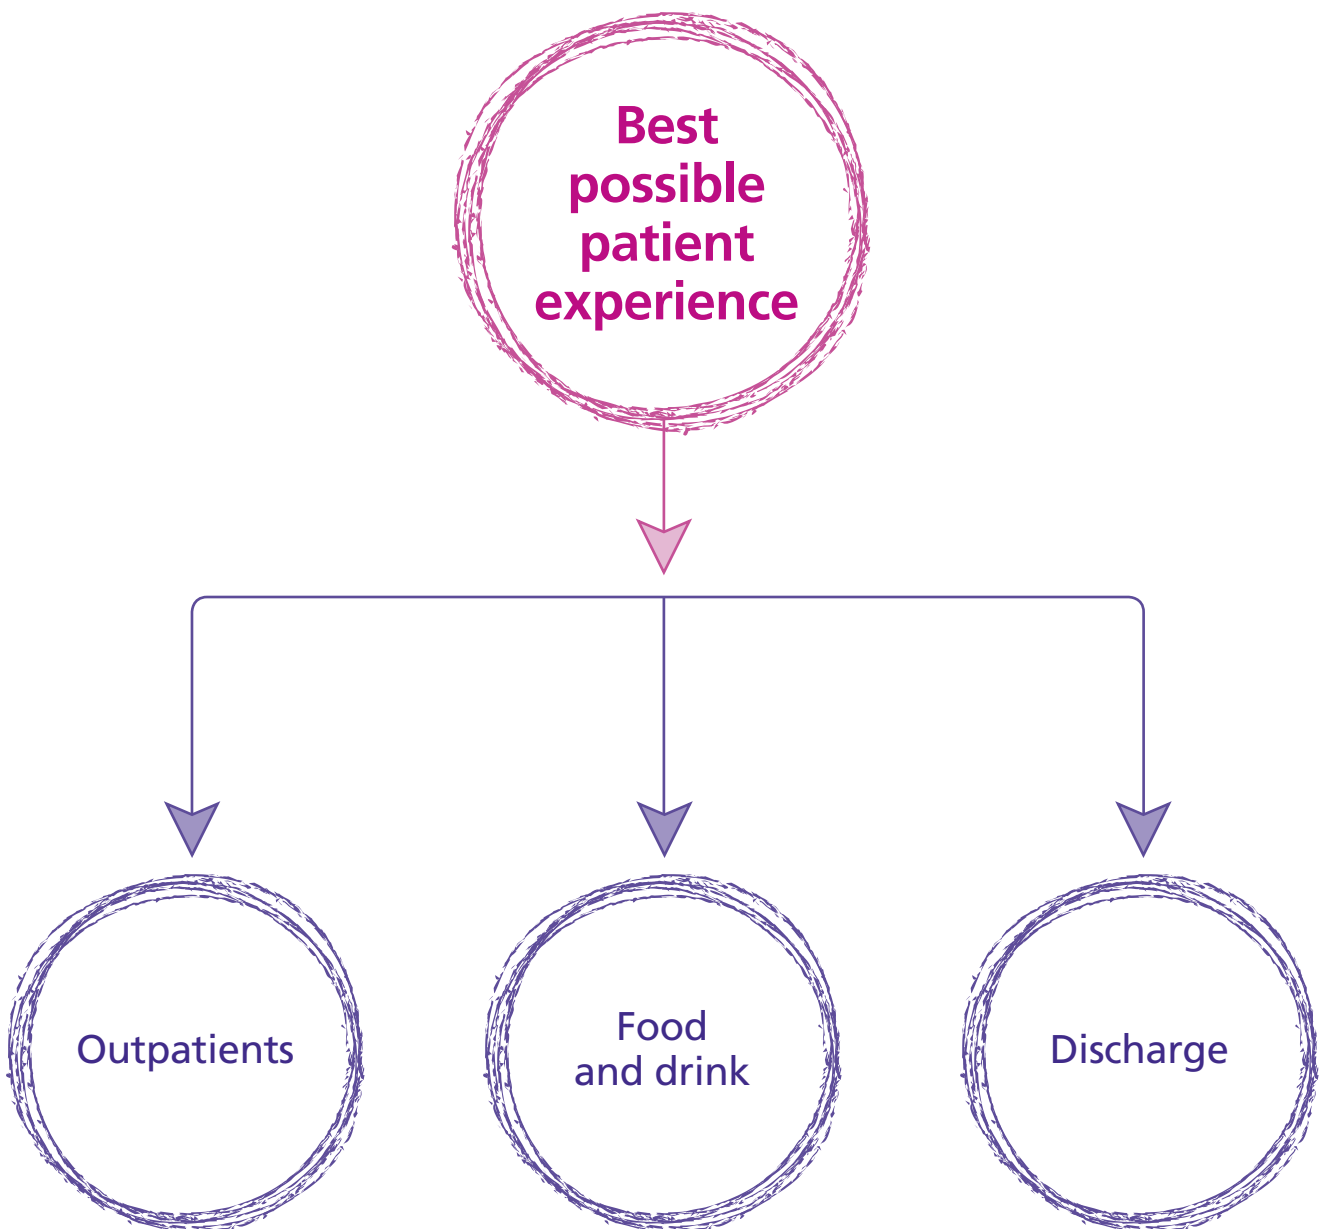 Best
possible
patient
experience
Outpatients
Food
and drink
Discharge